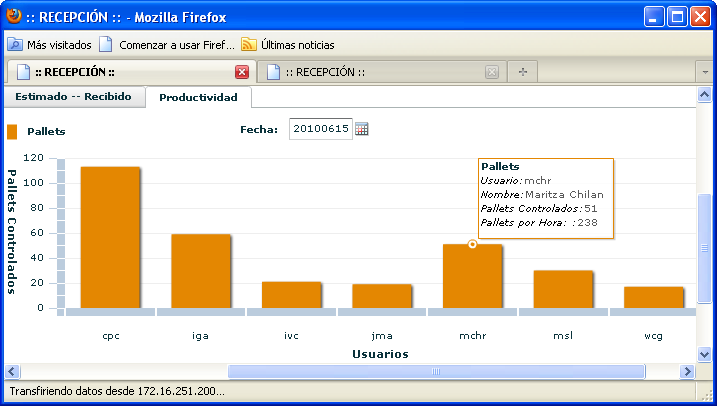 :: RECEPCIÓN :: - Mozilla Firefox
Más visitados Comenzar a usar Firef... Últimas noticias
:: RECEPCIÓN :: :: RECEPCIÓN ::
Estimado -- Recibido Productividad
Pallets Fecha: 20100615
Pallets
Usuario: mchr
Nombre: Maritza Chilan
Pallets Controlados: 51
Pallets por Hora: : 238
Pallets Controlados
120
100
80
60
40
20
0
cpc iga ivc jma mchr msl wcg
Usuarios
Transfiriendo datos desde 172.16.251.200...